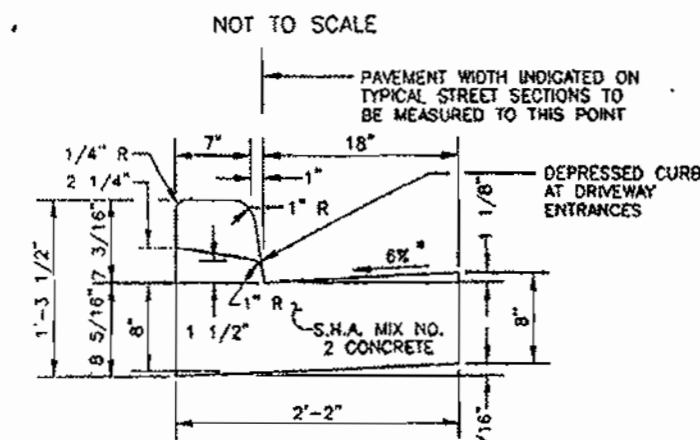 NOT TO SCALE
PAVEMENT WIDTH INDICATED ON
TYPICAL STREET SECTIONS TO
BE MEASURED TO THIS POINT
7"
18"
1/4" R
2 1/4"
1"
1" R
DEPRESSED CURB
AT DRIVEWAY
ENTRANCES
1 1/8"
6% *
1'-3 1/2"
7 3/16"
8 5/16"
8"
1 1/2"
1" R
S.H.A. MIX NO.
2 CONCRETE
8"
2'-2"
/16"